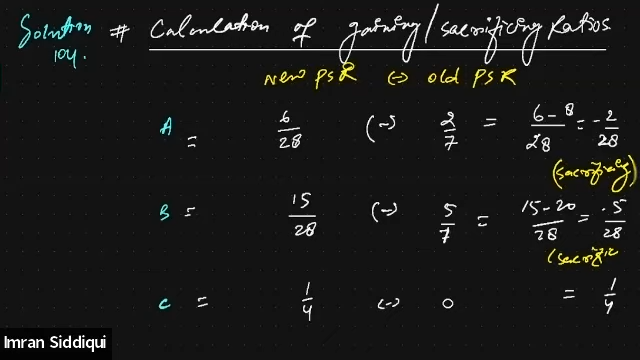 Solution # Calculation of gaining/sacrificing Ratios
104.
New PSR (-) old PSR
A = 6/28 (-) 2/7 = 6-8/28 = -2/28
(sacrificing)
B = 15/28 (-) 5/7 = 15-20/28 = -5/28
(sacrific
C = 1/4 (-) 0 = 1/4
Imran Siddiqui